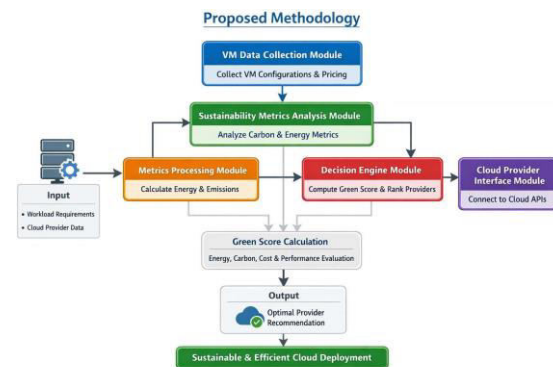 Proposed Methodology
VM Data Collection Module
Collect VM Configurations & Pricing
Sustainability Metrics Analysis Module
Analyze Carbon & Energy Metrics
Input
• Workload Requirements
• Cloud Provider Data
Metrics Processing Module
Calculate Energy & Emissions
Decision Engine Module
Compute Green Score & Rank Providers
Cloud Provider
Interface Module
Connect to Cloud APIs
Green Score Calculation
Energy, Carbon, Cost & Performance Evaluation
Output
Optimal Provider
Recommendation
Sustainable & Efficient Cloud Deployment